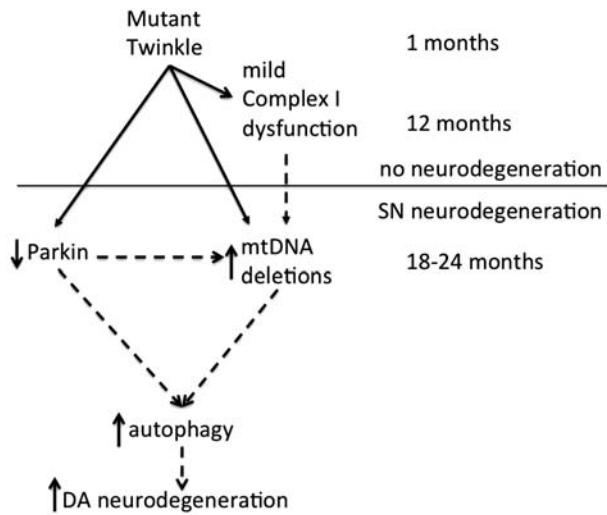 Mutant
Twinkle
1 months
mild
Complex I
dysfunction
12 months
no neurodegeneration
SN neurodegeneration
↓Parkin
↑mtDNA
deletions
18-24 months
↑autophagy
↑DA neurodegeneration